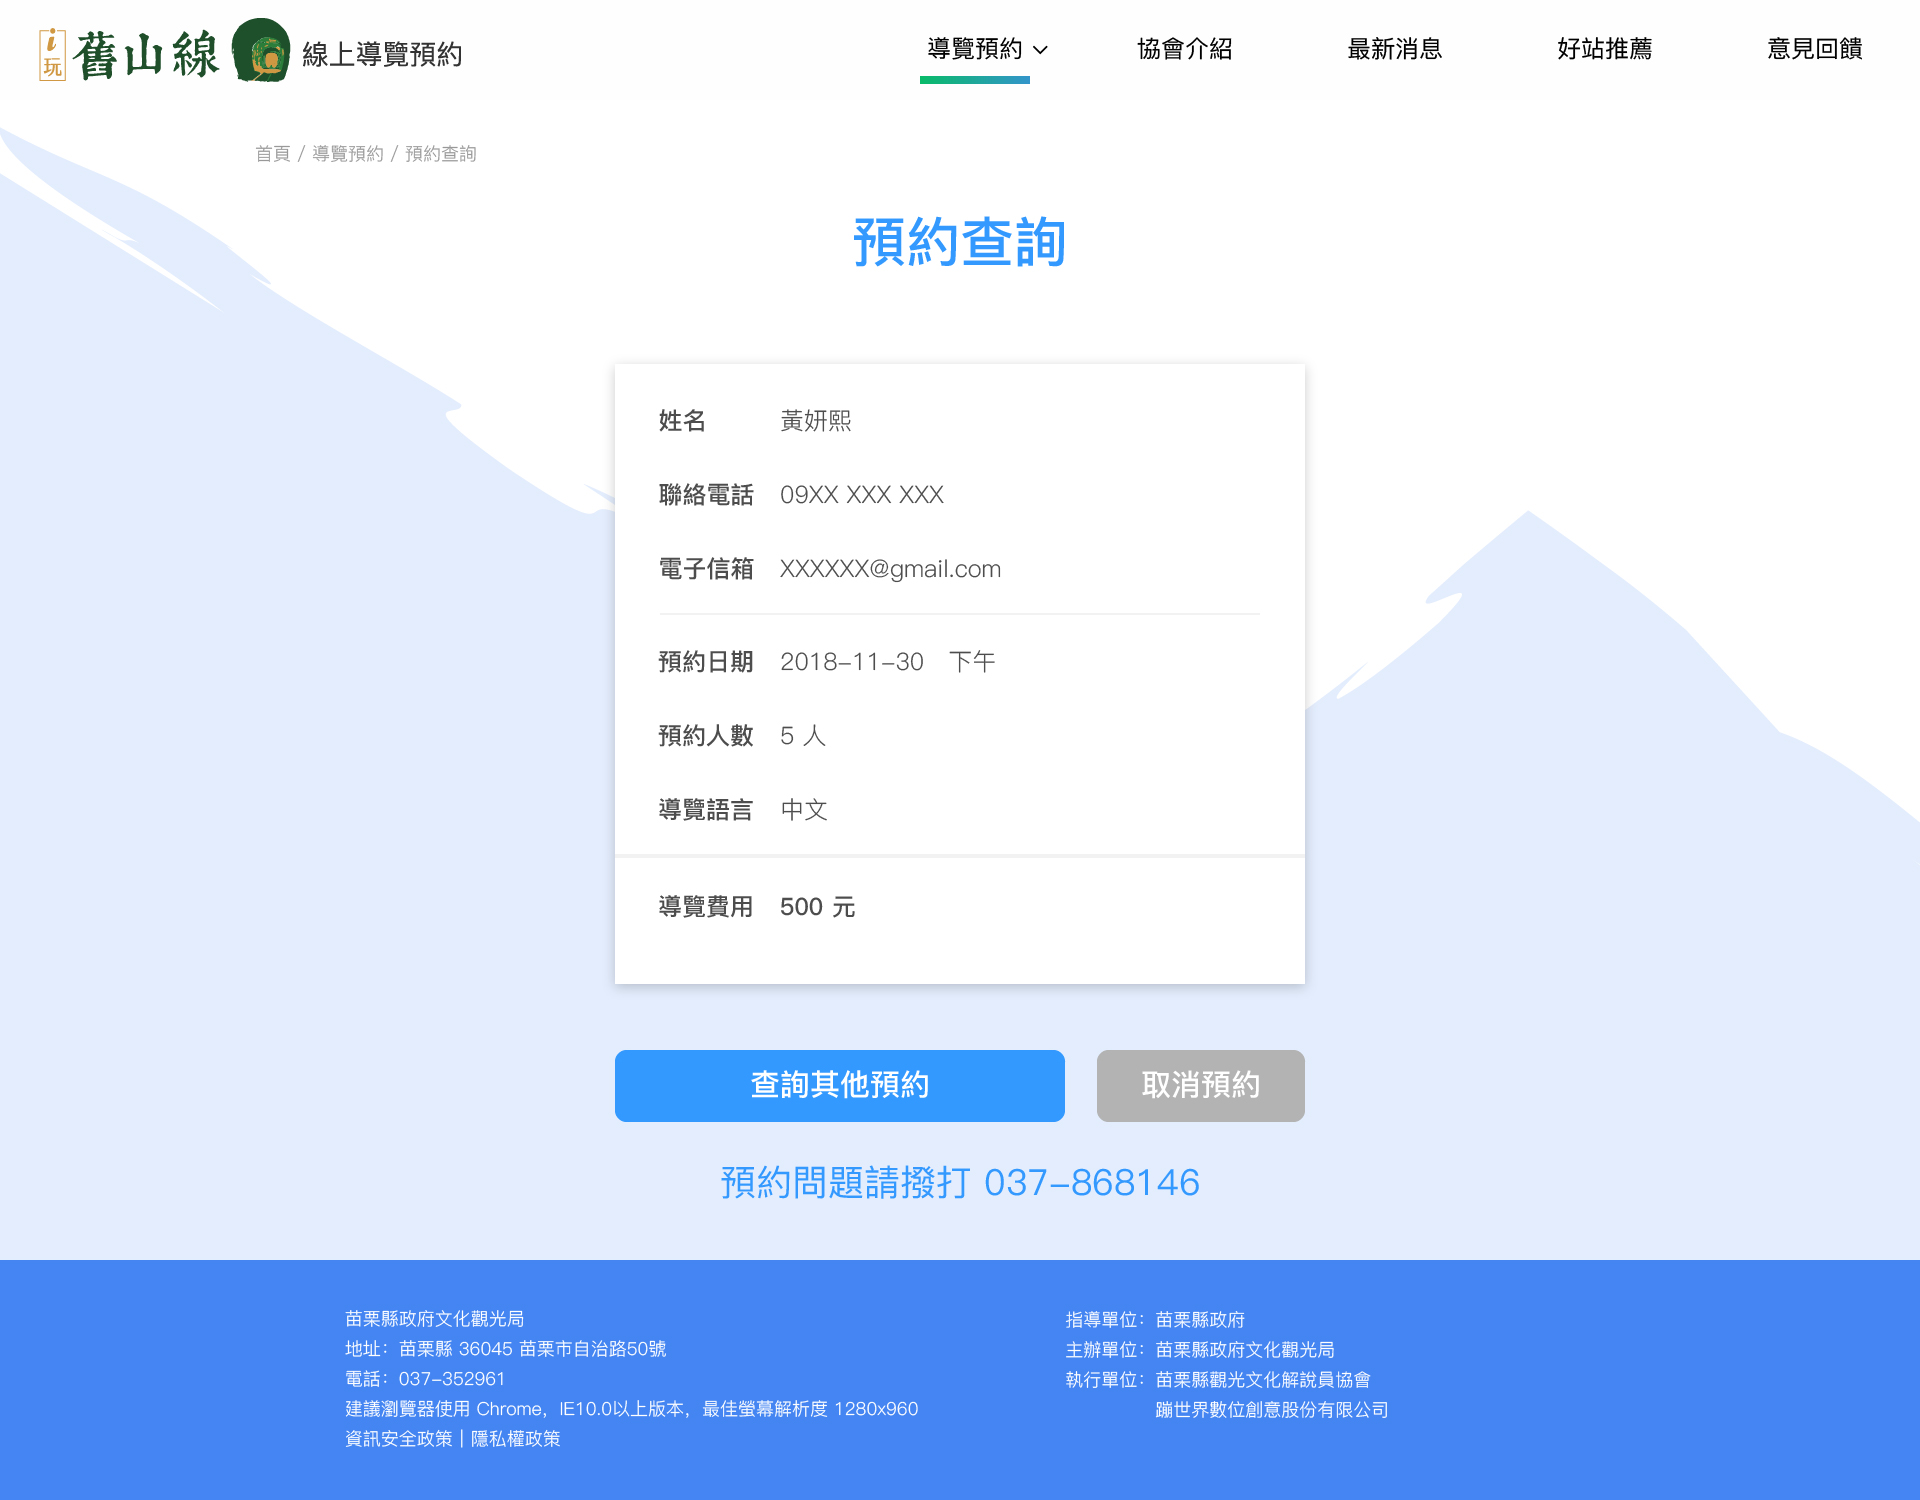 i玩 舊山線 線上導覽預約
導覽預約 協會介紹 最新消息 好站推薦 意見回饋
首頁 / 導覽預約 / 預約查詢
預約查詢
姓名 黃妍熙
聯絡電話 09XX XXX XXX
電子信箱 XXXXXX@gmail.com
預約日期 2018-11-30 下午
預約人數 5 人
導覽語言 中文
導覽費用 500 元
查詢其他預約 取消預約
預約問題請撥打 037-868146
苗栗縣政府文化觀光局
地址：苗栗縣 36045 苗栗市自治路50號
電話：037-352961
建議瀏覽器使用 Chrome，IE10.0以上版本，最佳螢幕解析度 1280x960
資訊安全政策 | 隱私權政策
指導單位：苗栗縣政府
主辦單位：苗栗縣政府文化觀光局
執行單位：苗栗縣觀光文化解說員協會
蹦世界數位創意股份有限公司